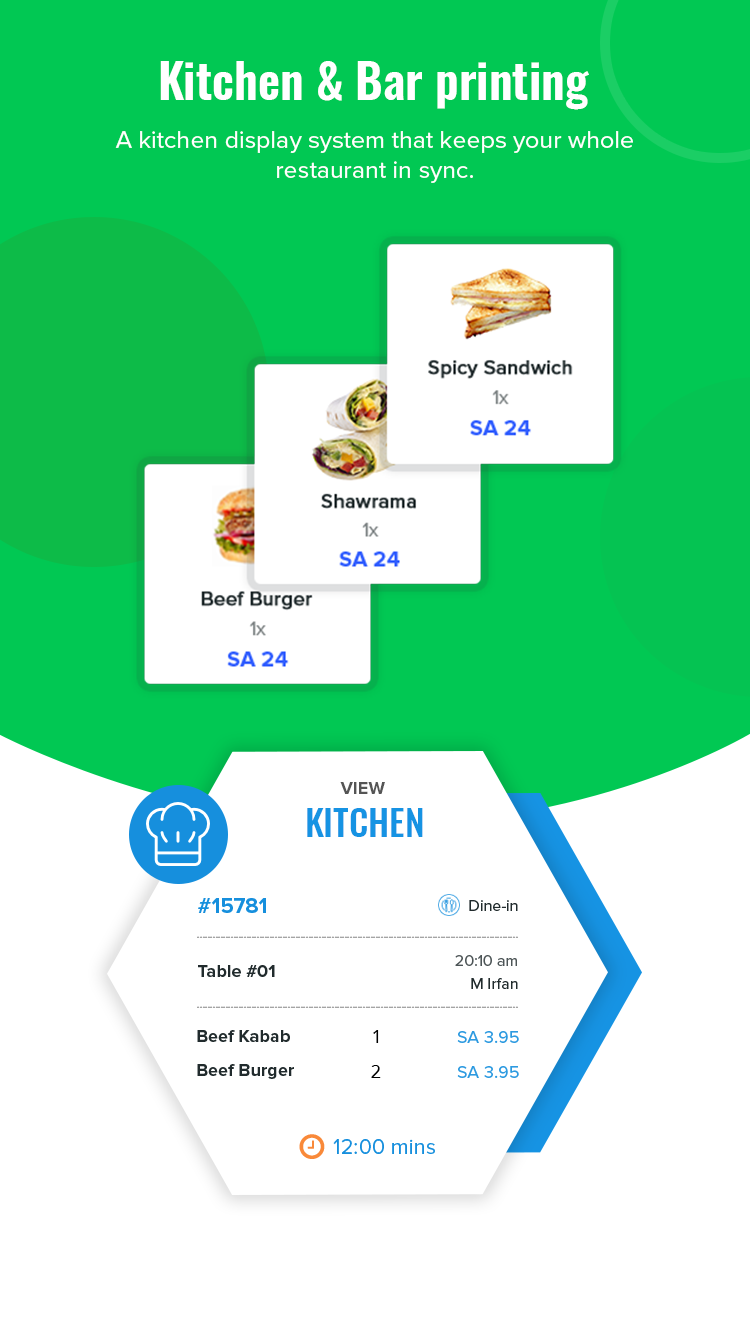 Kitchen & Bar printing
A kitchen display system that keeps your whole
restaurant in sync.
Spicy Sandwich
1x
SA 24
Shawrama
1x
SA 24
Beef Burger
1x
SA 24
VIEW
KITCHEN
#15781 Dine-in
Table #01
20:10 am
M Irfan
Beef Kabab 1 SA 3.95
Beef Burger 2 SA 3.95
12:00 mins